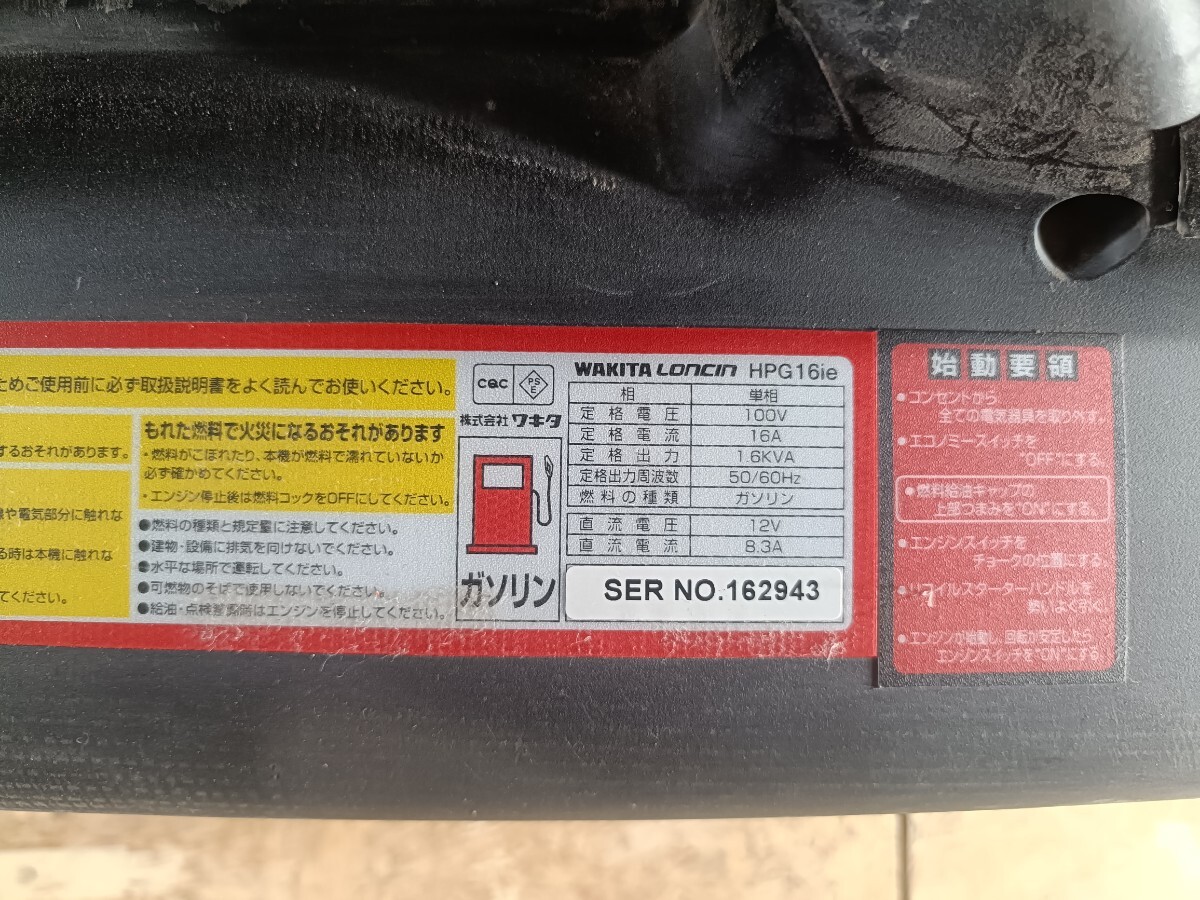 ためご使用前に必ず取扱説明書をよく読んでお使いください。
するおそれがあります。
線や電気部分に触れな
る時は本機に触れな
てください。
もれた燃料で火災になるおそれがあります
・燃料がこぼれたり、本機が燃料で濡れていないか
必ず確かめてください。
・エンジン停止後は燃料コックをOFFにしてください。
●燃料の種類と規定量に注意してください。
●建物・設備に排気を向けないでください。
●水平な場所で運転してください。
●可燃物のそばで使用しないでください。
●給油・点検蓄電時はエンジンを停止してください。
CQC
PS
E
株式会社 ワキタ
ガソリン
WAKITA LONCIN HPG16ie
相 単相
定格電圧 100V
定格電流 16A
定格出力 1.6KVA
定格出力周波数 50/60Hz
燃料の種類 ガソリン
直流電圧 12V
直流電流 8.3A
SER NO.162943
始動要領
●コンセントから
全ての電気器具を取ります。
●エコノミースイッチを
"OFF"にする。
●燃料給油キャップの
上部つまみを"ON"にする。
●エンジンスイッチを
チョークの位置にする
●リコイルスターターハンドルを
勢いよく引く
●エンジンが始動し、回転が安定したら
エンジンスイッチを"ON"にする